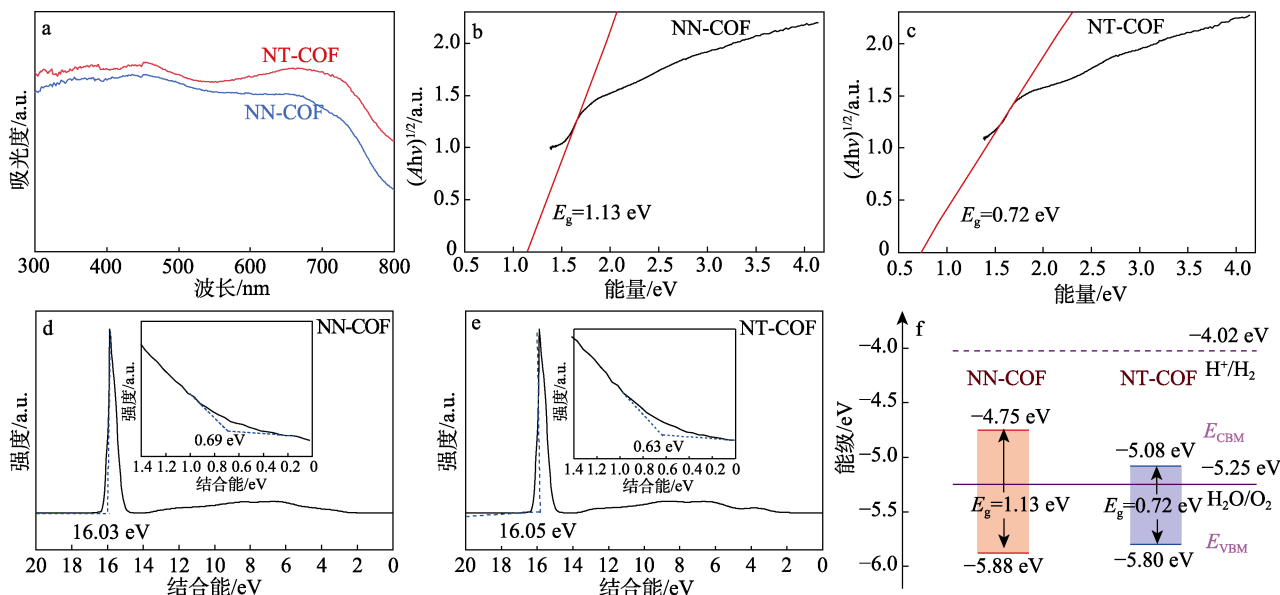 a
NT-COF
NN-COF
吸光度/a.u.
300 400 500 600 700 800
波长/nm
b
NN-COF
(Ahν)1/2/a.u.
2.0
1.5
1.0
0.5
0
Eg=1.13 eV
0.5 1.0 1.5 2.0 2.5 3.0 3.5 4.0
能量/eV
c
NT-COF
(Ahν)1/2/a.u.
2.0
1.5
1.0
0.5
0
Eg=0.72 eV
0.5 1.0 1.5 2.0 2.5 3.0 3.5 4.0
能量/eV
d
NN-COF
强度/a.u.
强度/a.u.
0.69 eV
1.4 1.2 1.0 0.8 0.6 0.4 0.2 0
结合能/eV
16.03 eV
20 18 16 14 12 10 8 6 4 2 0
结合能/eV
e
NT-COF
强度/a.u.
强度/a.u.
0.63 eV
1.4 1.2 1.0 0.8 0.6 0.4 0.2 0
结合能/eV
16.05 eV
20 18 16 14 12 10 8 6 4 2 0
结合能/eV
f
能级/eV
−4.0
−4.5
−5.0
−5.5
−6.0
−4.02 eV
H+/H2
NN-COF
NT-COF
−4.75 eV
ECBM
−5.08 eV
−5.25 eV
Eg=1.13 eV
Eg=0.72 eV
H2O/O2
EVBM
−5.88 eV
−5.80 eV